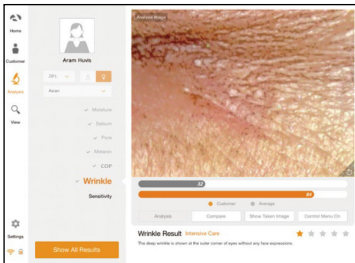 Home
Customer
Analysis
View
Settings
Aram Huvis
Asian
Moisture
Sebum
Pore
Melanin
Wrinkle
Sensitivity
Show All Results
Customer
Average
Analysis
Compare
Show Taken Image
Control Menu On
Wrinkle Result
Intensive Care
The deep wrinkle is shown at the outer corner of eyes without any face expressions.